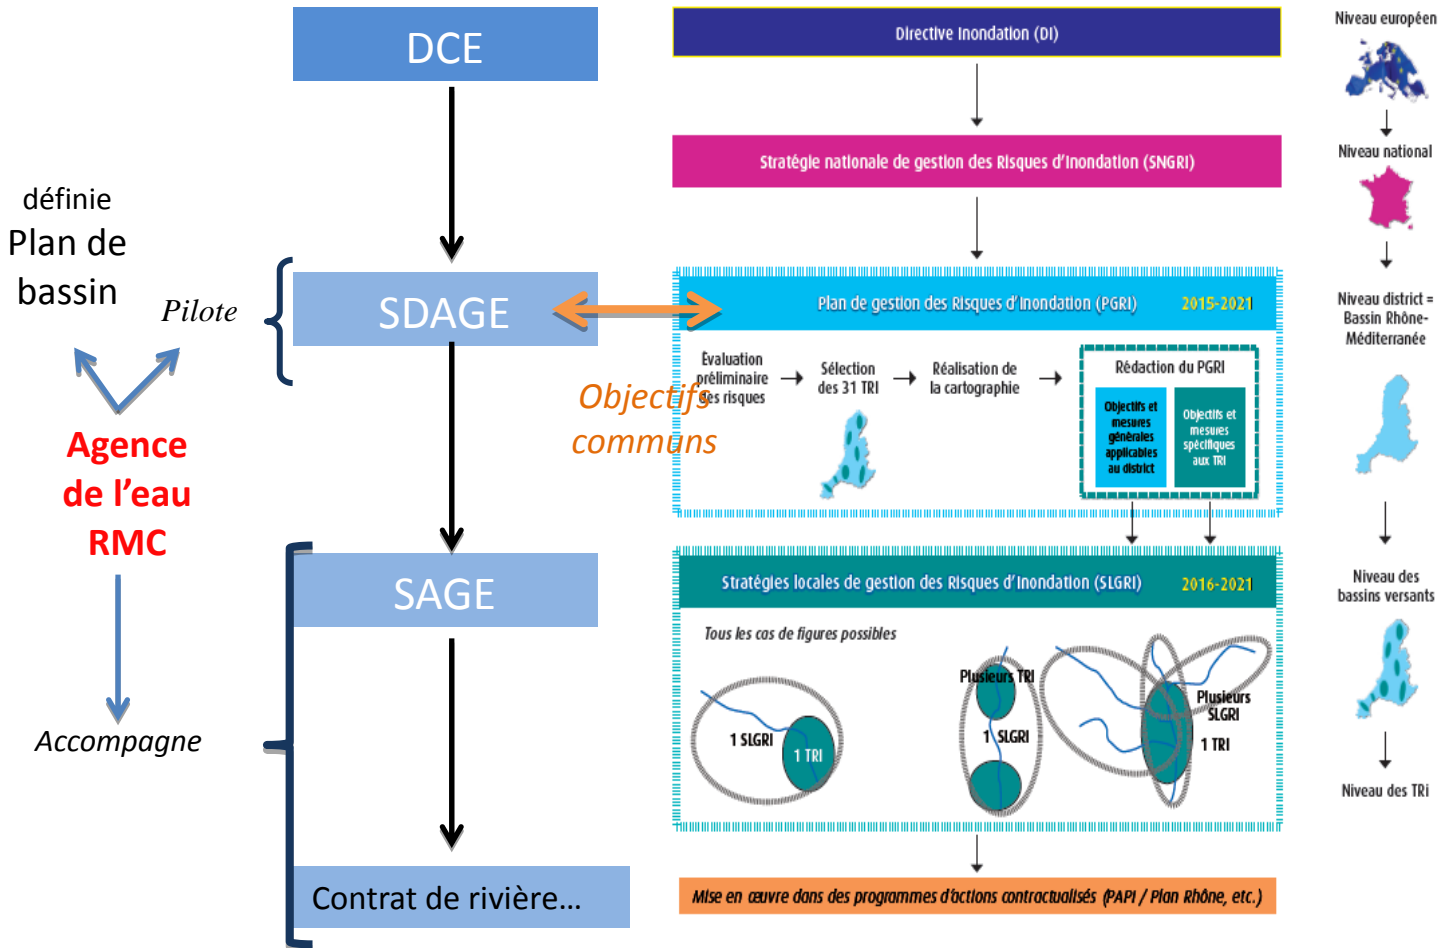 DCE
définie
Plan de
bassin
Pilote
SDAGE
Objectifs
communs
Agence
de l’eau
RMC
SAGE
Accompagne
Contrat de rivière…
Directive Inondation (DI)
Stratégie nationale de gestion des Risques d’Inondation (SNGRI)
Plan de gestion des Risques d’Inondation (PGRI) 2015-2021
Évaluation
préliminaire
des risques
Sélection
des 31 TRI
Réalisation de
la cartographie
Rédaction du PGRI
Objectifs et
mesures
générales
applicables
au district
Objectifs et
mesures
spécifiques
aux TRI
Stratégies locales de gestion des Risques d’Inondation (SLGRI) 2016-2021
Tous les cas de figures possibles
1 SLGRI
1 TRI
Plusieurs TRI
1 SLGRI
Plusieurs
SLGRI
1 TRI
Mise en œuvre dans des programmes d’actions contractualisés (PAPI / Plan Rhône, etc.)
Niveau européen
Niveau national
Niveau district =
Bassin Rhône-
Méditerranée
Niveau des
bassins versants
Niveau des TRi